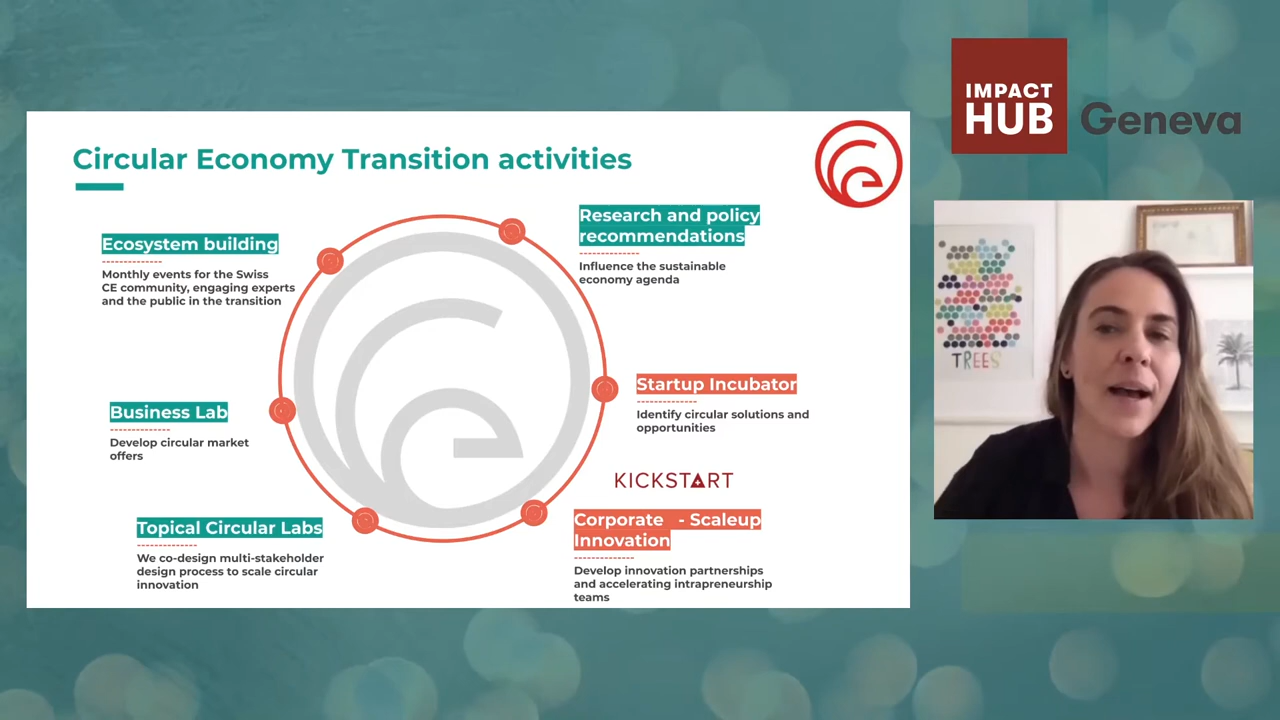 IMPACT
HUB
Geneva
Circular Economy Transition activities
Ecosystem building
Monthly events for the Swiss
CE community, engaging experts
and the public in the transition
Research and policy
recommendations
Influence the sustainable
economy agenda
Business Lab
Develop circular market
offers
Startup Incubator
Identify circular solutions and
opportunities
KICKSTART
Topical Circular Labs
We co-design multi-stakeholder
design process to scale circular
innovation
Corporate - Scaleup
Innovation
Develop innovation partnerships
and accelerating intrapreneurship
teams
TREES